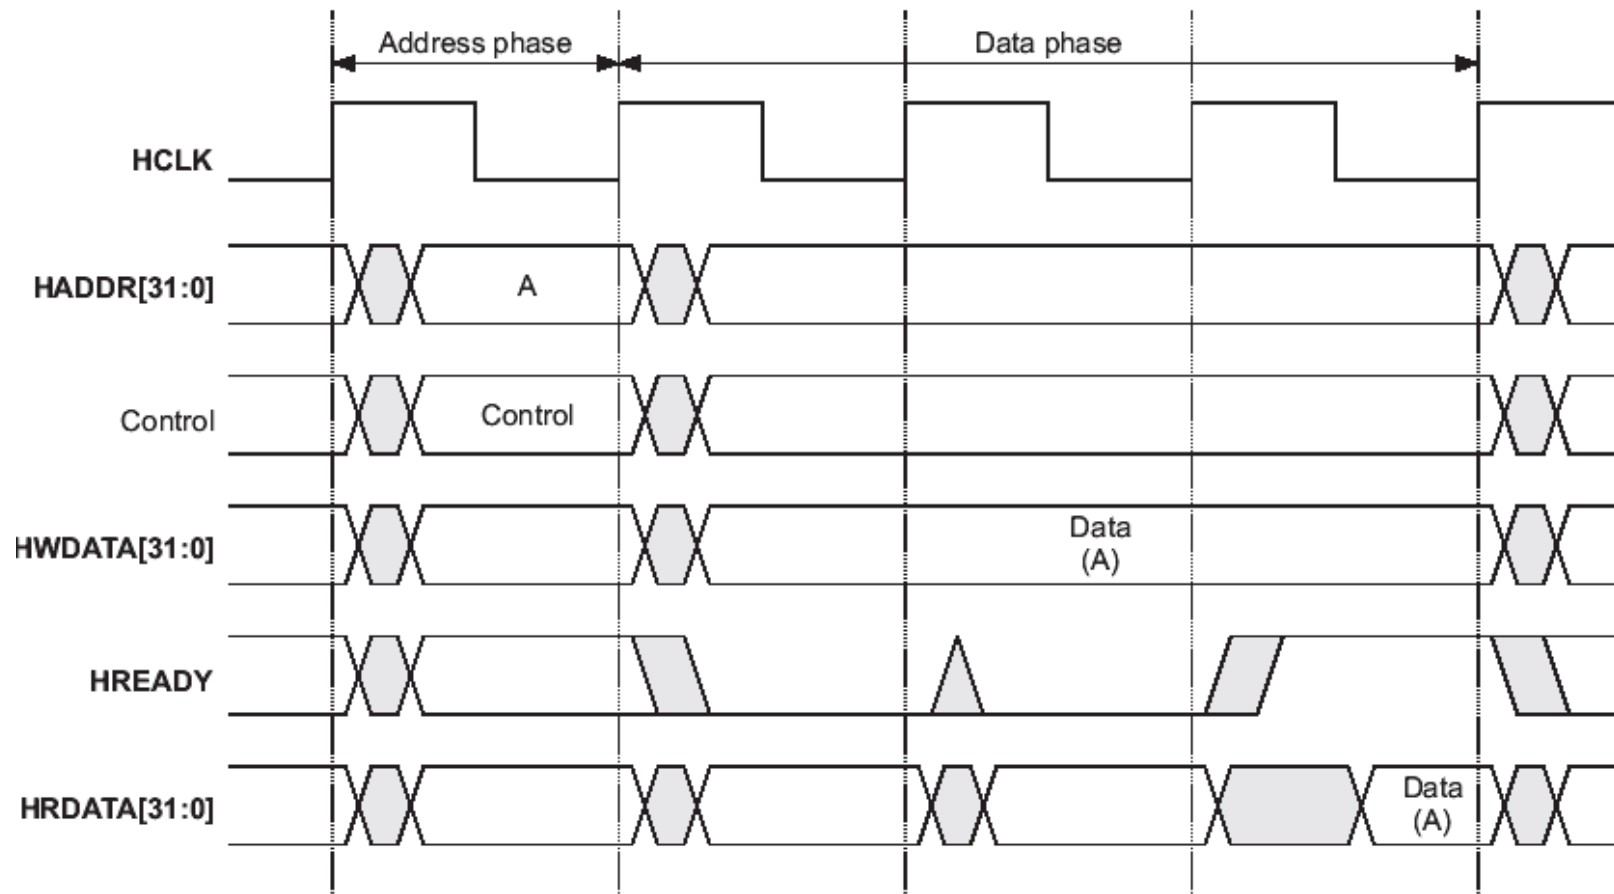 Address phase
Data phase
HCLK
HADDR[31:0]
A
Control
Control
HWDATA[31:0]
Data
(A)
HREADY
HRDATA[31:0]
Data
(A)